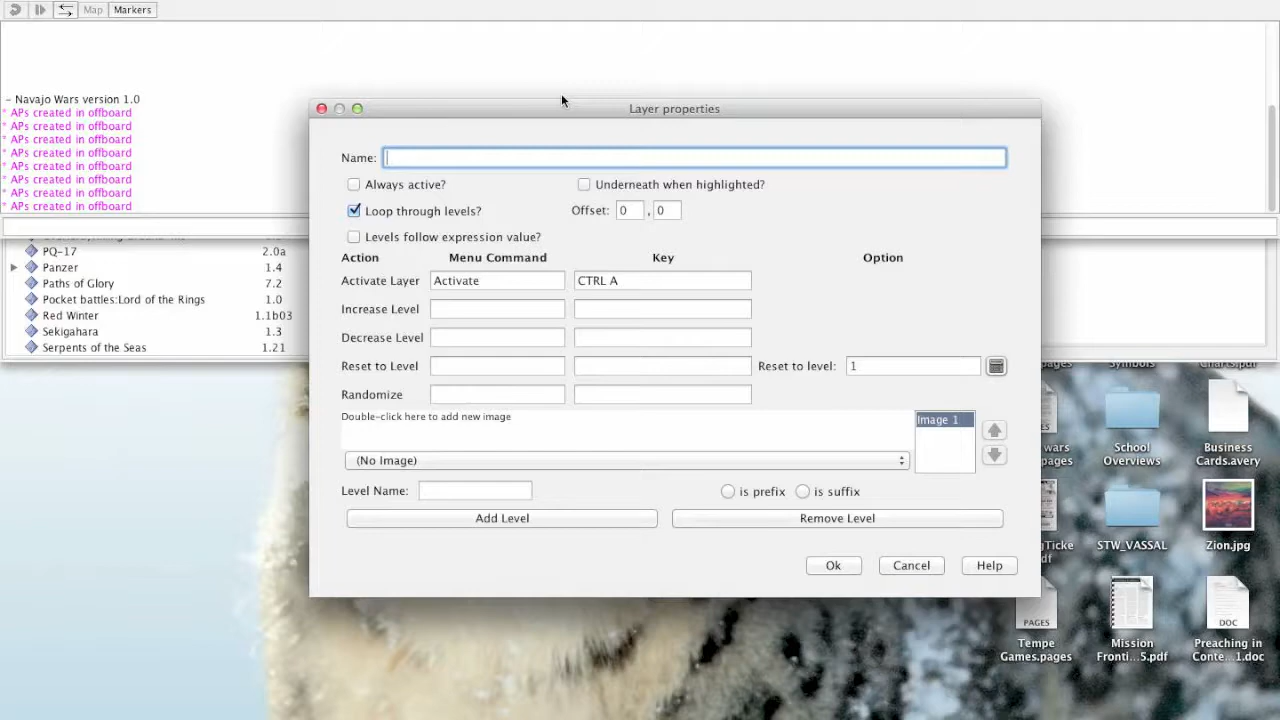 Map Markers
- Navajo Wars version 1.0
* APs created in offboard
* APs created in offboard
* APs created in offboard
* APs created in offboard
* APs created in offboard
* APs created in offboard
* APs created in offboard
* APs created in offboard
PQ-17 2.0a
Panzer 1.4
Paths of Glory 7.2
Pocket battles:Lord of the Rings 1.0
Red Winter 1.1b03
Sekigahara 1.3
Serpents of the Seas 1.21
Layer properties
Name:
Always active? Underneath when highlighted?
Loop through levels? Offset: 0 , 0
Levels follow expression value?
Action Menu Command Key Option
Activate Layer Activate CTRL A
Increase Level
Decrease Level
Reset to Level Reset to level: 1
Randomize
Double-click here to add new image
Image 1
(No Image)
Level Name: is prefix is suffix
Add Level Remove Level
Ok Cancel Help
School
Overviews
Business
Cards.avery
STW_VASSAL
Zion.jpg
PAGES
Tempe
Games.pages
Mission
Fronti...5.pdf
DOC
Preaching in
Conte...1.doc